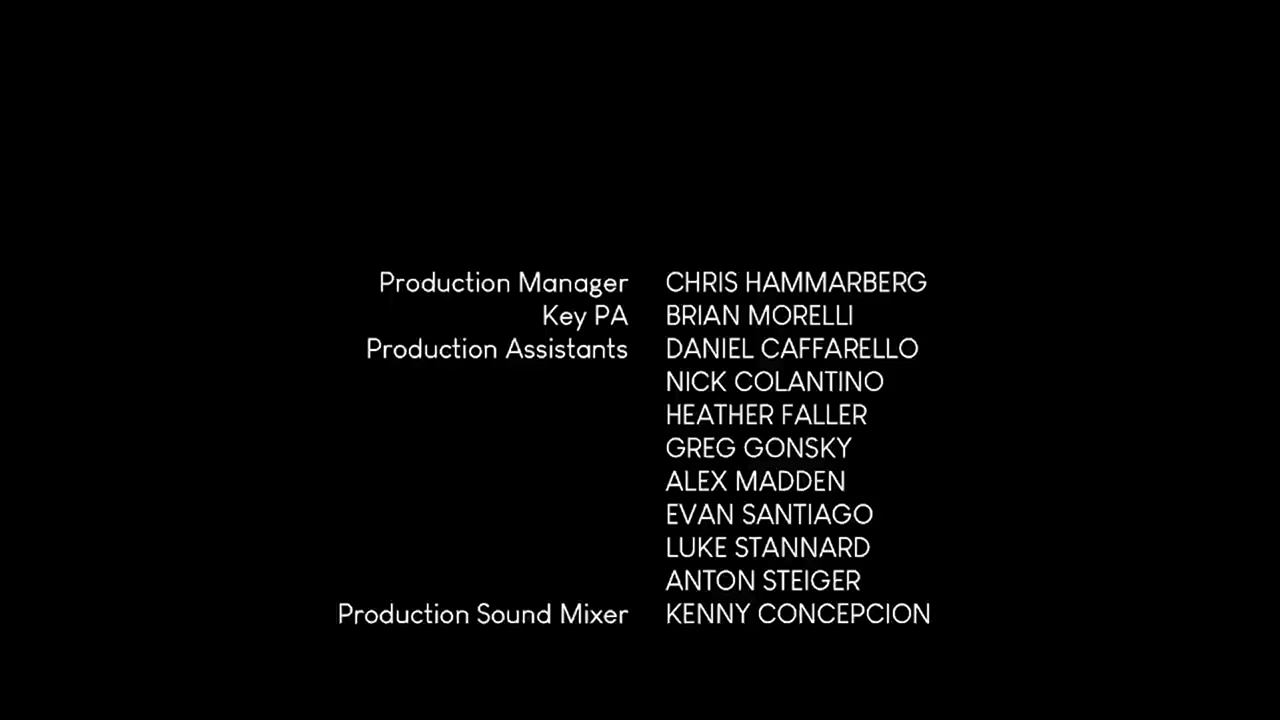 Production Manager CHRIS HAMMARBERG
Key PA BRIAN MORELLI
Production Assistants DANIEL CAFFARELLO
NICK COLANTINO
HEATHER FALLER
GREG GONSKY
ALEX MADDEN
EVAN SANTIAGO
LUKE STANNARD
ANTON STEIGER
Production Sound Mixer KENNY CONCEPCION